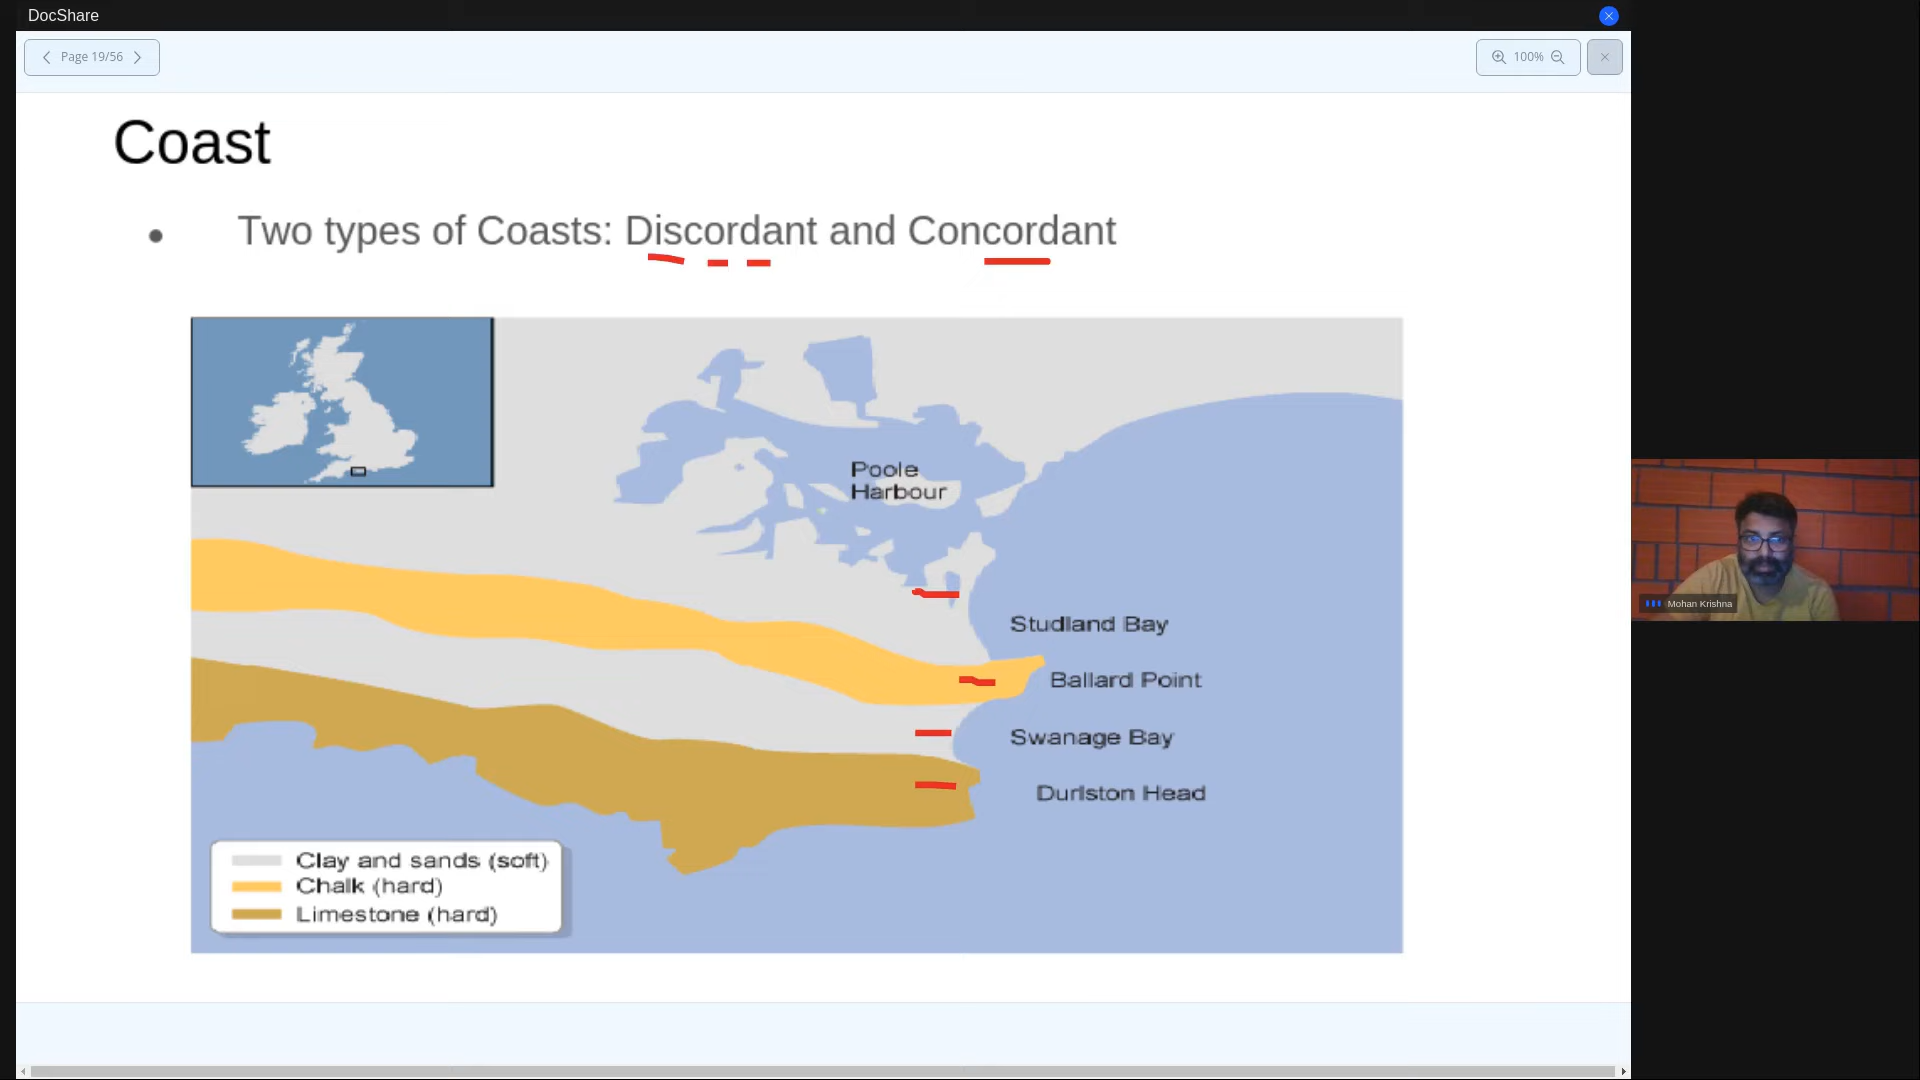 DocShare
Page 19/56
100%
Coast
Two types of Coasts: Discordant and Concordant
Poole
Harbour
Studland Bay
Ballard Point
Swanage Bay
Durlston Head
Clay and sands (soft)
Chalk (hard)
Limestone (hard)
Mohan Krishna